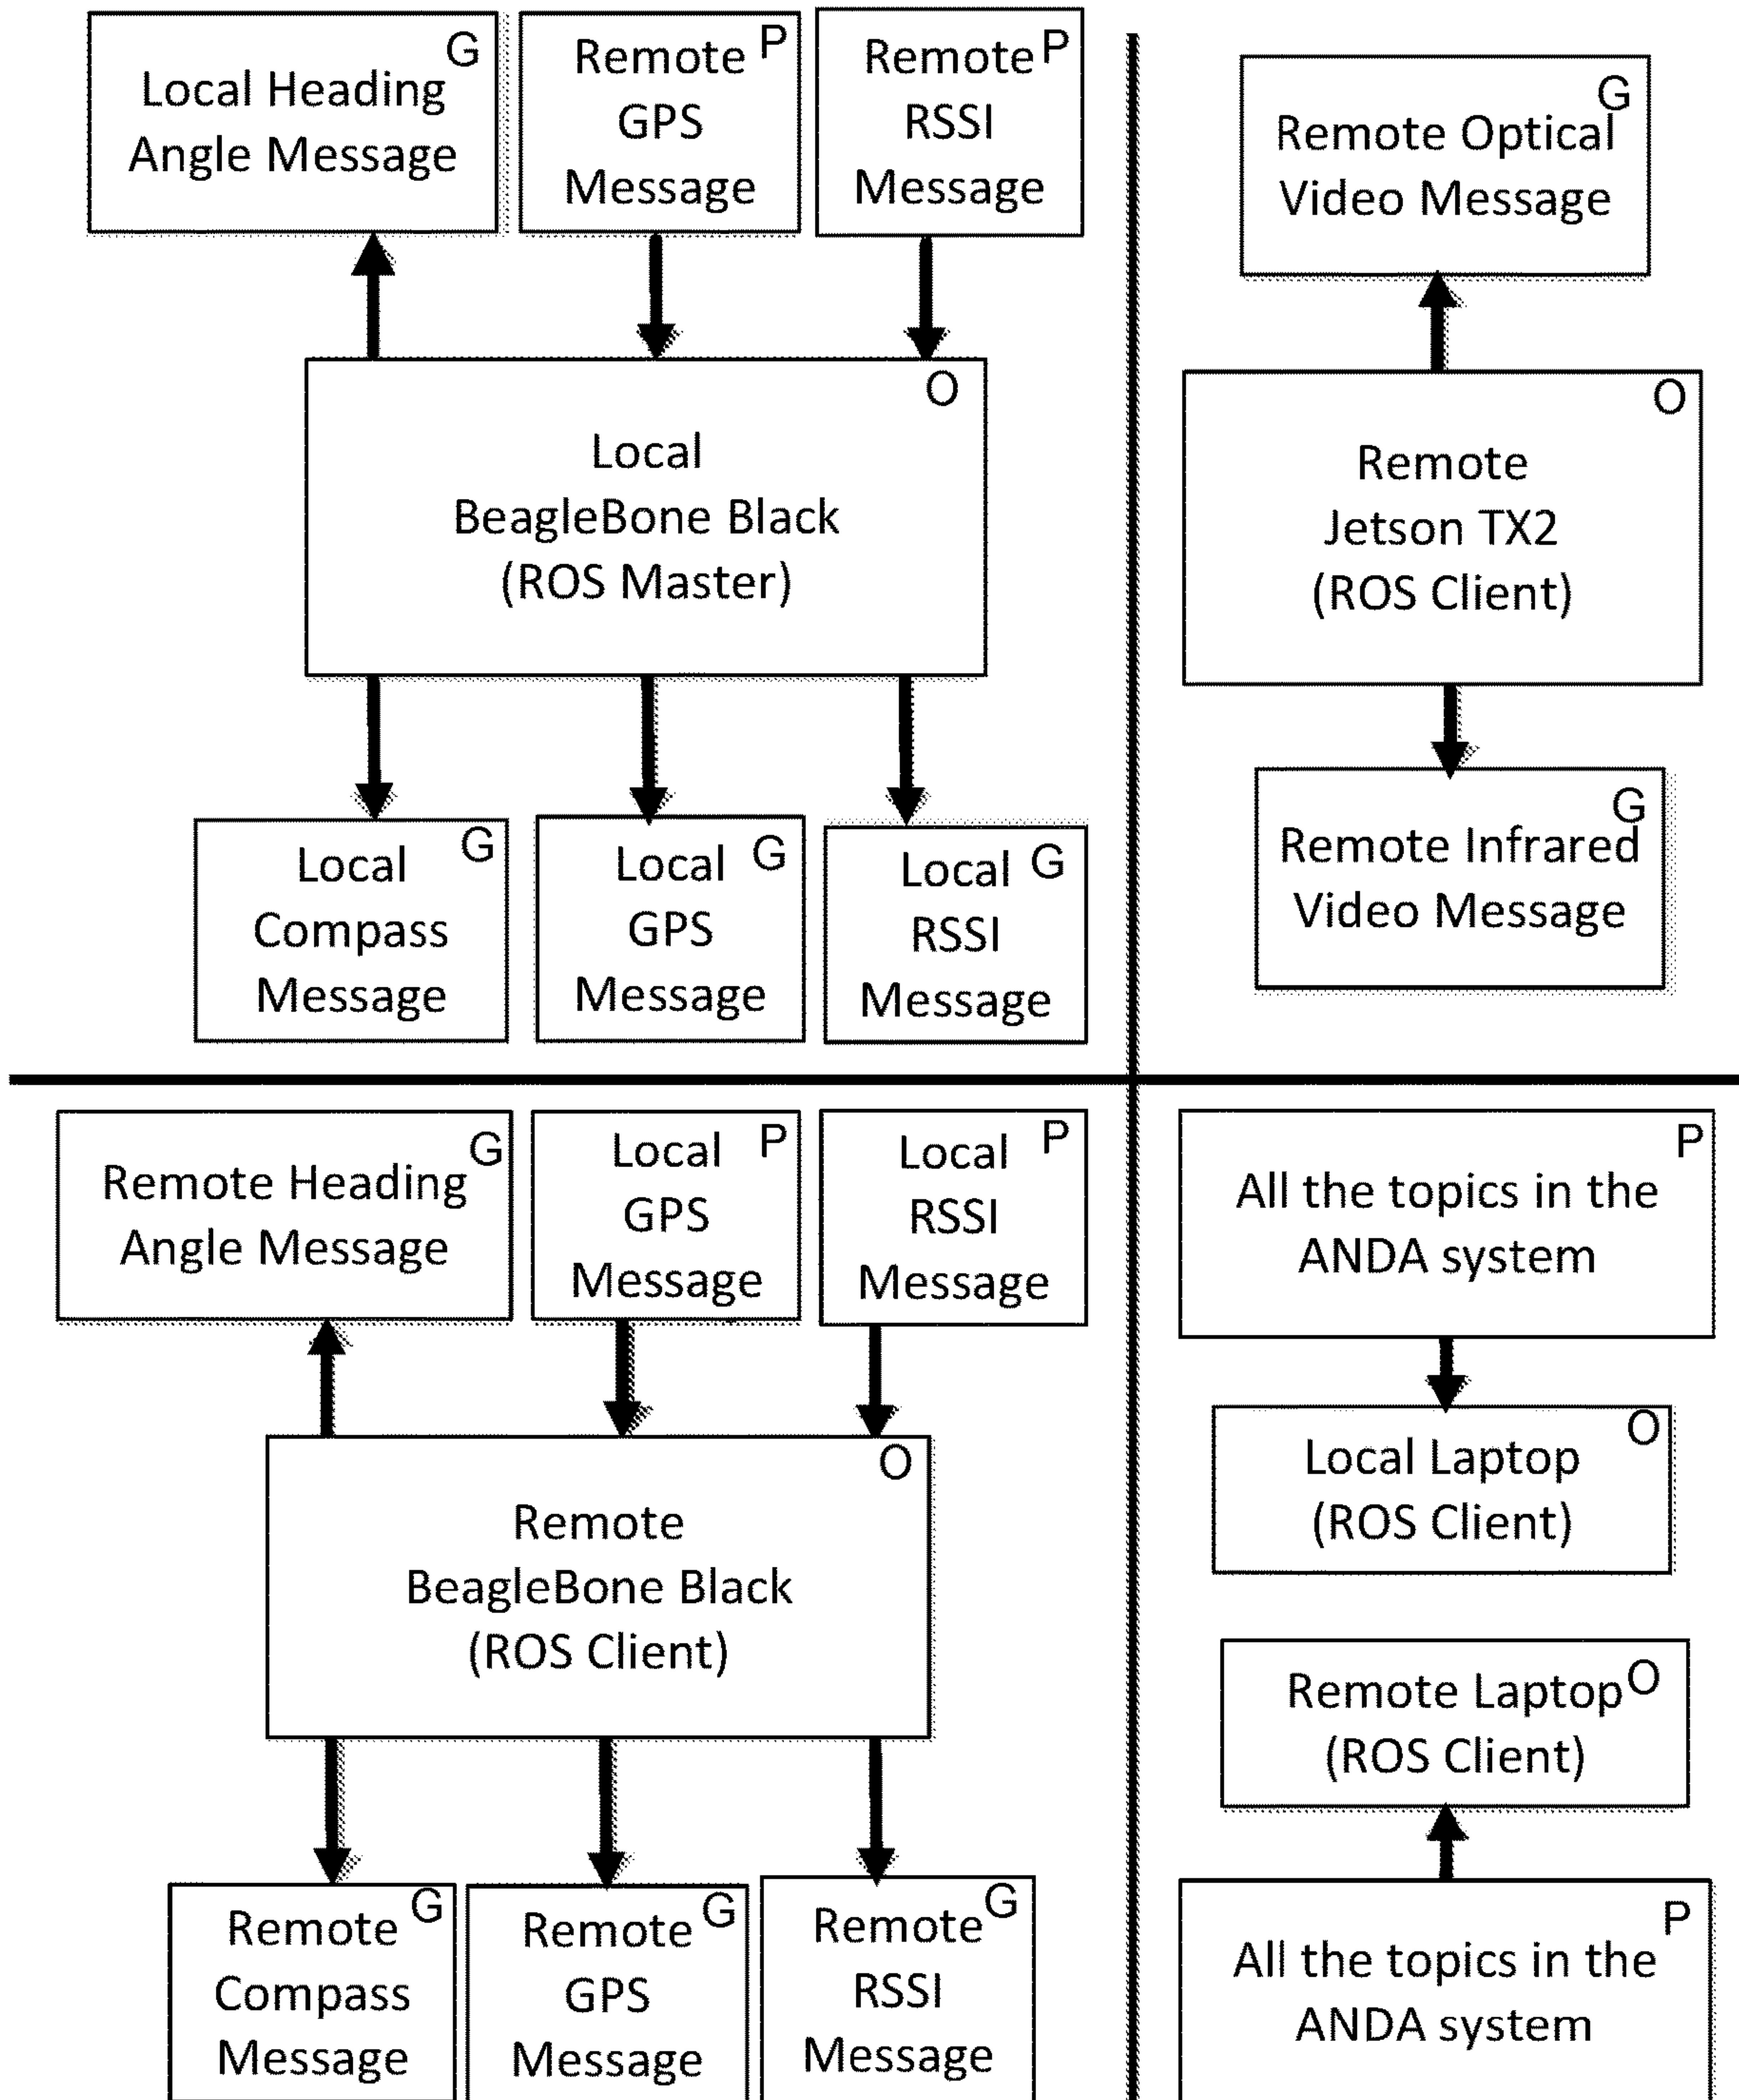 G
Local Heading
Angle Message
P
Remote
GPS
Message
P
Remote
RSSI
Message
O
Local
BeagleBone Black
(ROS Master)
G
Local
Compass
Message
G
Local
GPS
Message
G
Local
RSSI
Message
G
Remote Optical
Video Message
O
Remote
Jetson TX2
(ROS Client)
G
Remote Infrared
Video Message
G
Remote Heading
Angle Message
P
Local
GPS
Message
P
Local
RSSI
Message
O
Remote
BeagleBone Black
(ROS Client)
G
Remote
Compass
Message
G
Remote
GPS
Message
G
Remote
RSSI
Message
P
All the topics in the
ANDA system
O
Local Laptop
(ROS Client)
O
Remote Laptop
(ROS Client)
P
All the topics in the
ANDA system